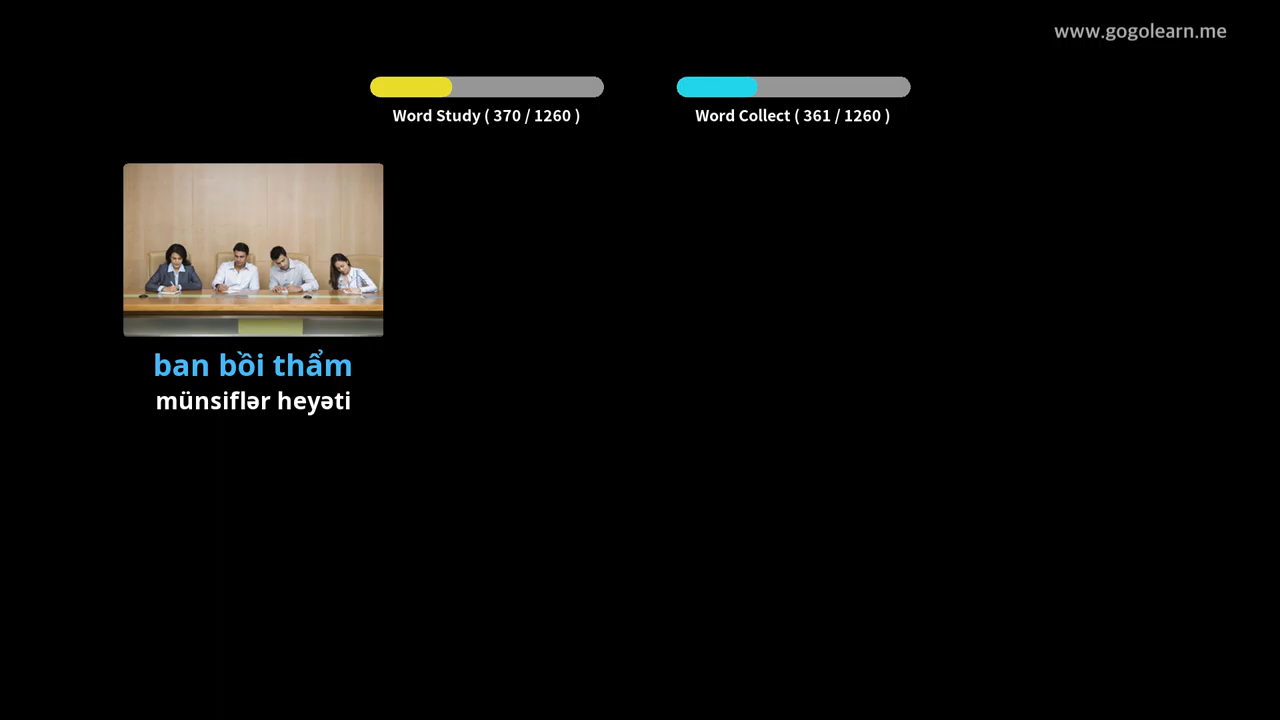 www.gogolearn.me
Word Study ( 370 / 1260 )
Word Collect ( 361 / 1260 )
ban bồi thẩm
münsiflər heyəti